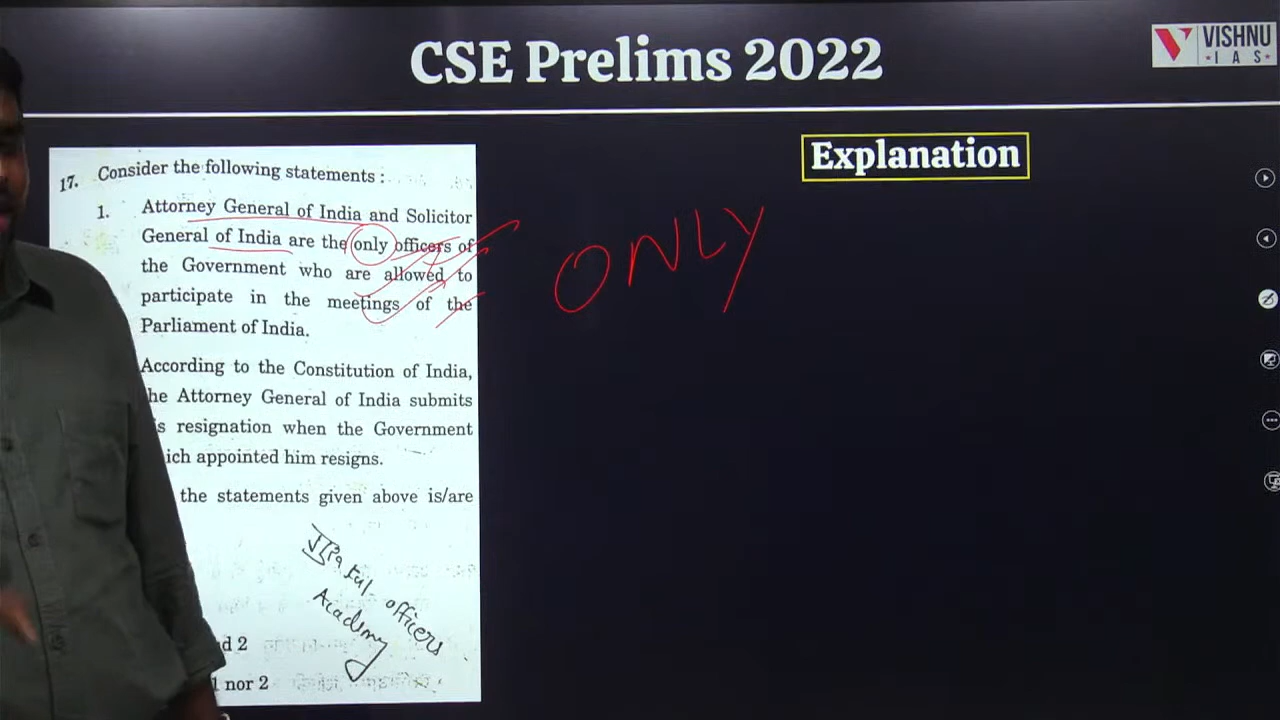 CSE Prelims 2022
VISHNU
IAS
Explanation
17. Consider the following statements :
1. Attorney General of India and Solicitor
General of India are the only officers of
the Government who are allowed to
participate in the meetings of the
Parliament of India.
ONLY
According to the Constitution of India,
he Attorney General of India submits
s resignation when the Government
ich appointed him resigns.
the statements given above is/are
officers
Academy
d 2
1 nor 2